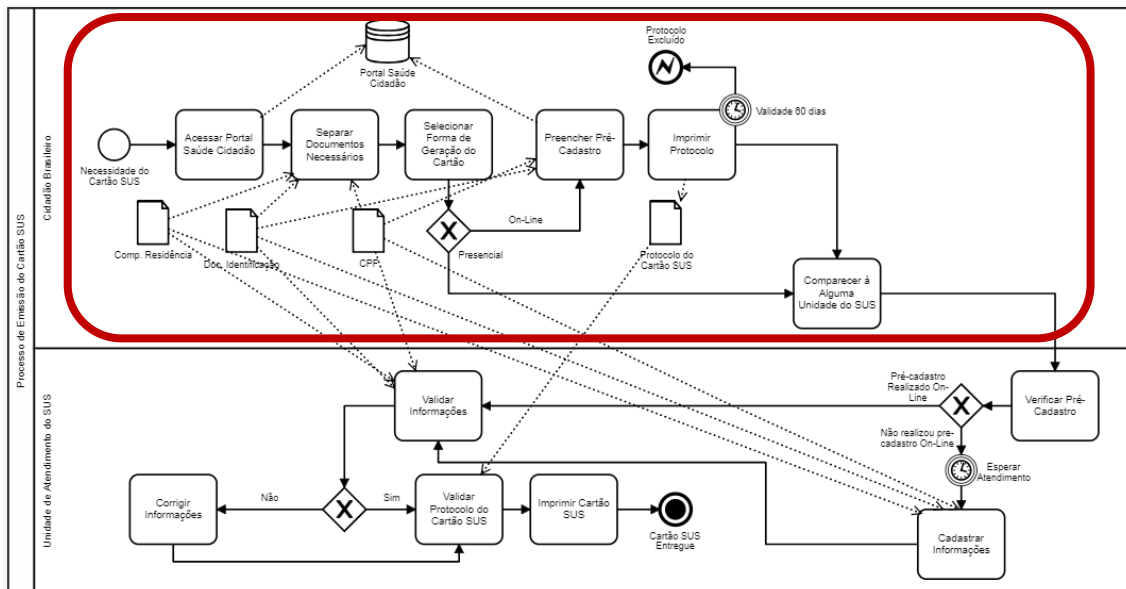 Processo de Emissão do Cartão SUS
Cidadão Brasileiro
Necessidade do
Cartão SUS
Acessar Portal
Saúde Cidadão
Separar
Documentos
Necessários
Selecionar
Forma de
Geração do
Cartão
Portal Saúde
Cidadão
Preencher Pré-
Cadastro
Imprimir
Protocolo
Protocolo
Excluído
Validade 60 dias
Comp. Residência
Doc. Identificação
CPF
On-Line
Presencial
Protocolo do
Cartão SUS
Comparecer à
Alguma
Unidade do SUS
Unidade de Atendimento do SUS
Verificar Pré-
Cadastro
Pré-cadastro
Realizado On-
Line
Não realizou pre-
cadastro On-Line
Esperar
Atendimento
Cadastrar
Informações
Validar
Informações
Não
Sim
Corrigir
Informações
Validar
Protocolo do
Cartão SUS
Imprimir Cartão
SUS
Cartão SUS
Entregue